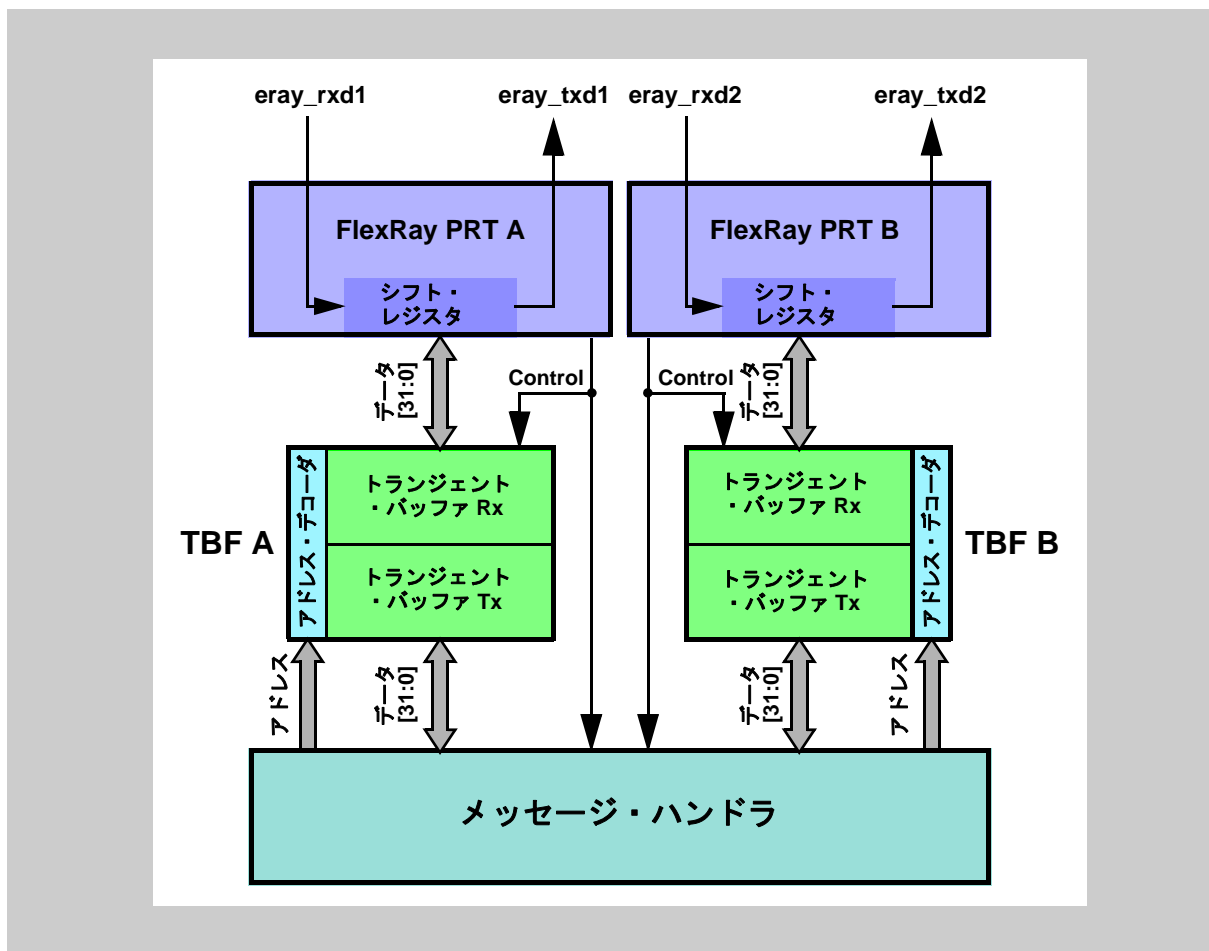 eray_rxd1
eray_txd1
eray_rxd2
eray_txd2
FlexRay PRT A
FlexRay PRT B
シフト・
レジスタ
シフト・
レジスタ
データ
[31:0]
Control
Control
データ
[31:0]
TBF A
アドレス・デコーダ
トランジェント
・バッファ Rx
トランジェント
・バッファ Tx
トランジェント
・バッファ Rx
トランジェント
・バッファ Tx
アドレス・デコーダ
TBF B
アドレス
データ
[31:0]
データ
[31:0]
アドレス
メッセージ・ハンドラ